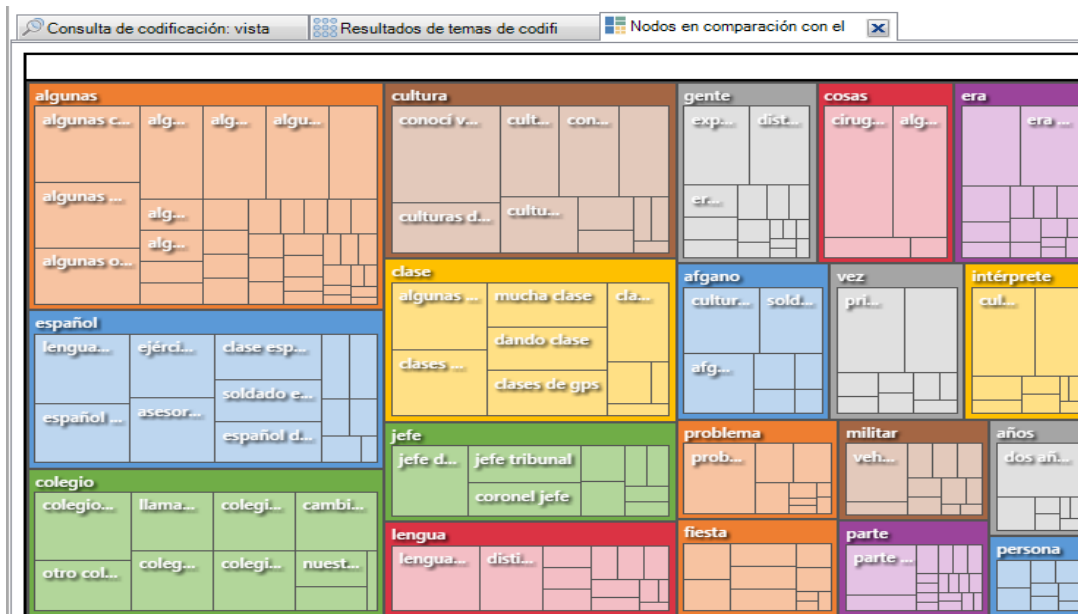 Consulta de codificación: vista
Resultados de temas de codifi
Nodos en comparación con el
algunas
algunas c...
alg...
alg...
algu...
algunas ...
alg...
alg...
algunas o...
español
lengua...
ejérci...
clase esp...
soldado e...
español ...
asesor...
español d...
colegio
colegio...
llama...
colegi...
cambi...
otro col...
coleg...
colegi...
nuest...
cultura
conocí v...
cult...
con...
culturas d...
cultu...
clase
algunas ...
mucha clase
cla...
dando clase
clases ...
clases de gps
jefe
jefe d...
jefe tribunal
coronel jefe
lengua
lengua...
disti...
gente
exp...
dist...
er...
cosas
cirug...
alg...
era
era ...
afgano
cultur...
sold...
afg...
vez
pri...
intérprete
cul...
problema
prob...
militar
veh...
años
dos añ...
fiesta
parte
parte ...
persona